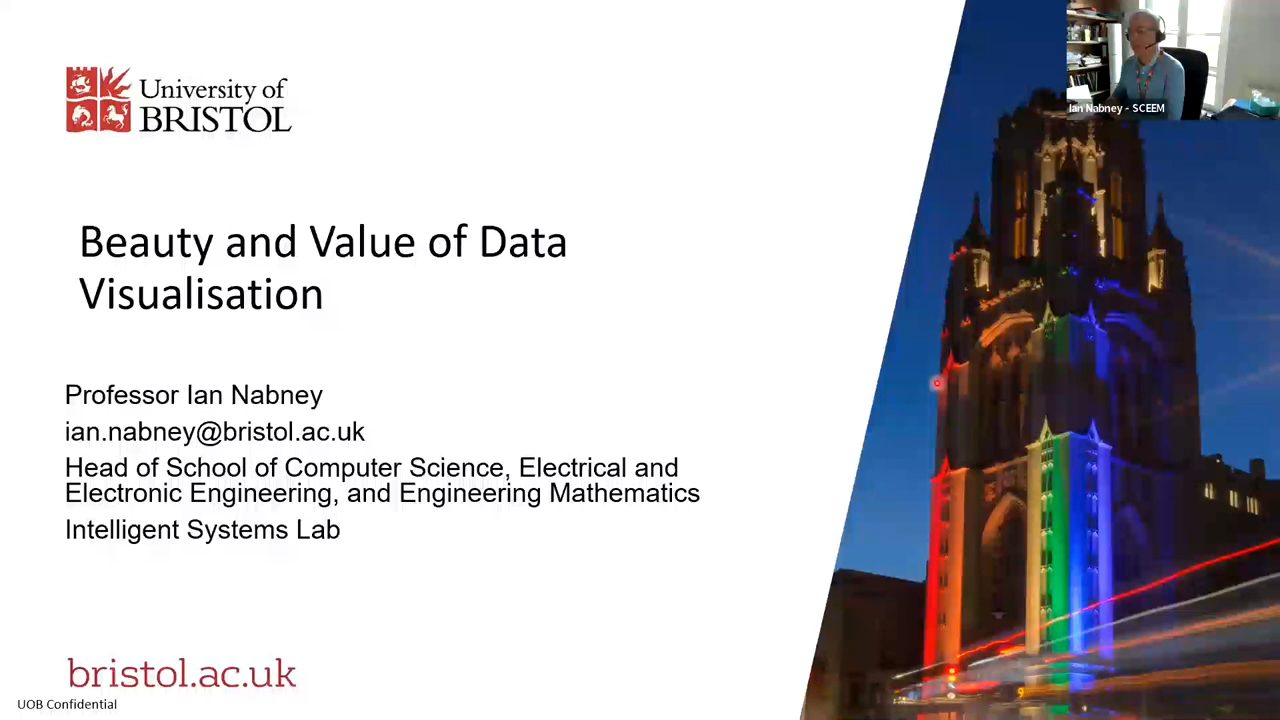 University of
BRISTOL
Ian Nabney - SCEEM
Beauty and Value of Data
Visualisation
Professor Ian Nabney
ian.nabney@bristol.ac.uk
Head of School of Computer Science, Electrical and
Electronic Engineering, and Engineering Mathematics
Intelligent Systems Lab
bristol.ac.uk
UOB Confidential